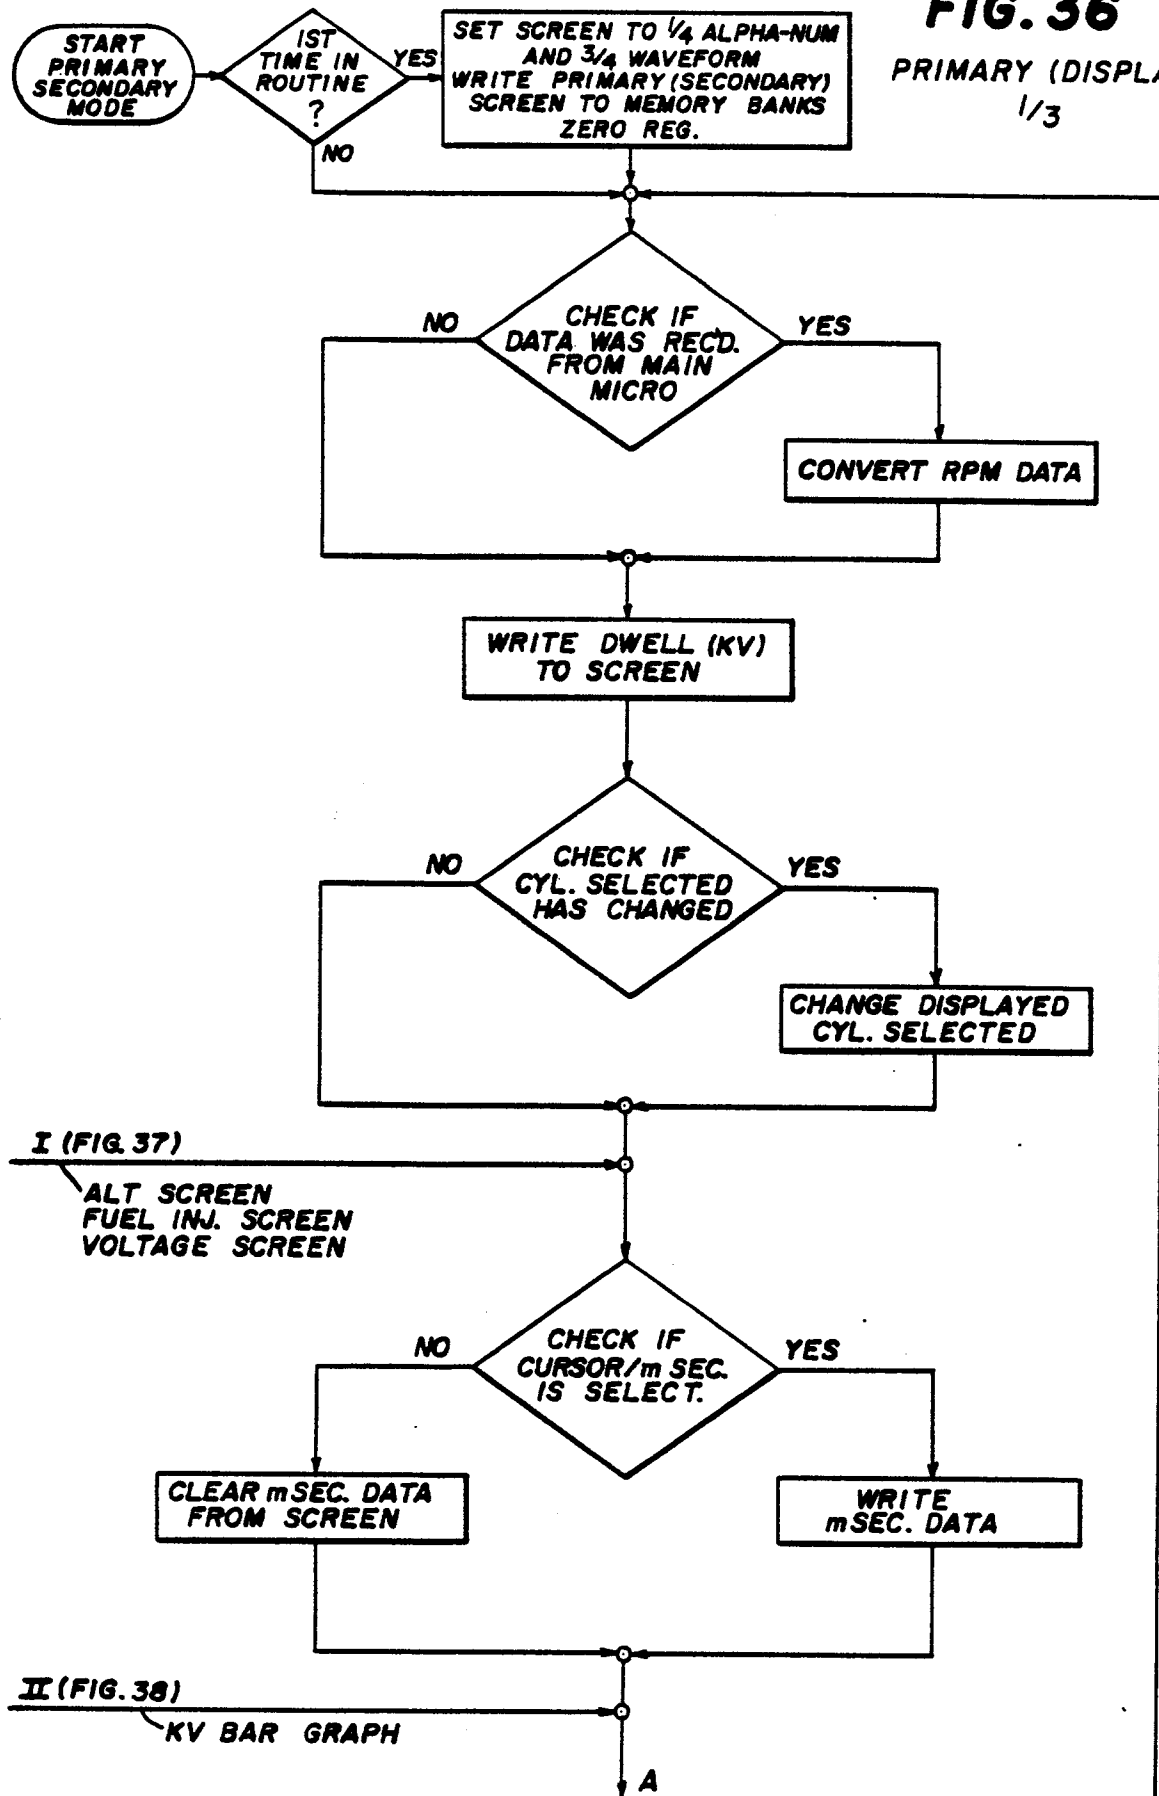 FIG. 36
PRIMARY (DISPLA
1/3
START
PRIMARY
SECONDARY
MODE
1ST
TIME IN
ROUTINE
?
YES
NO
SET SCREEN TO 1/4 ALPHA-NUM
AND 3/4 WAVEFORM
WRITE PRIMARY (SECONDARY)
SCREEN TO MEMORY BANKS
ZERO REG.
NO
CHECK IF
DATA WAS REC'D.
FROM MAIN
MICRO
YES
CONVERT RPM DATA
WRITE DWELL (KV)
TO SCREEN
NO
CHECK IF
CYL. SELECTED
HAS CHANGED
YES
CHANGE DISPLAYED
CYL. SELECTED
I (FIG. 37)
ALT SCREEN
FUEL INJ. SCREEN
VOLTAGE SCREEN
NO
CHECK IF
CURSOR/m SEC.
IS SELECT.
YES
CLEAR mSEC. DATA
FROM SCREEN
WRITE
mSEC. DATA
II (FIG. 38)
KV BAR GRAPH
A